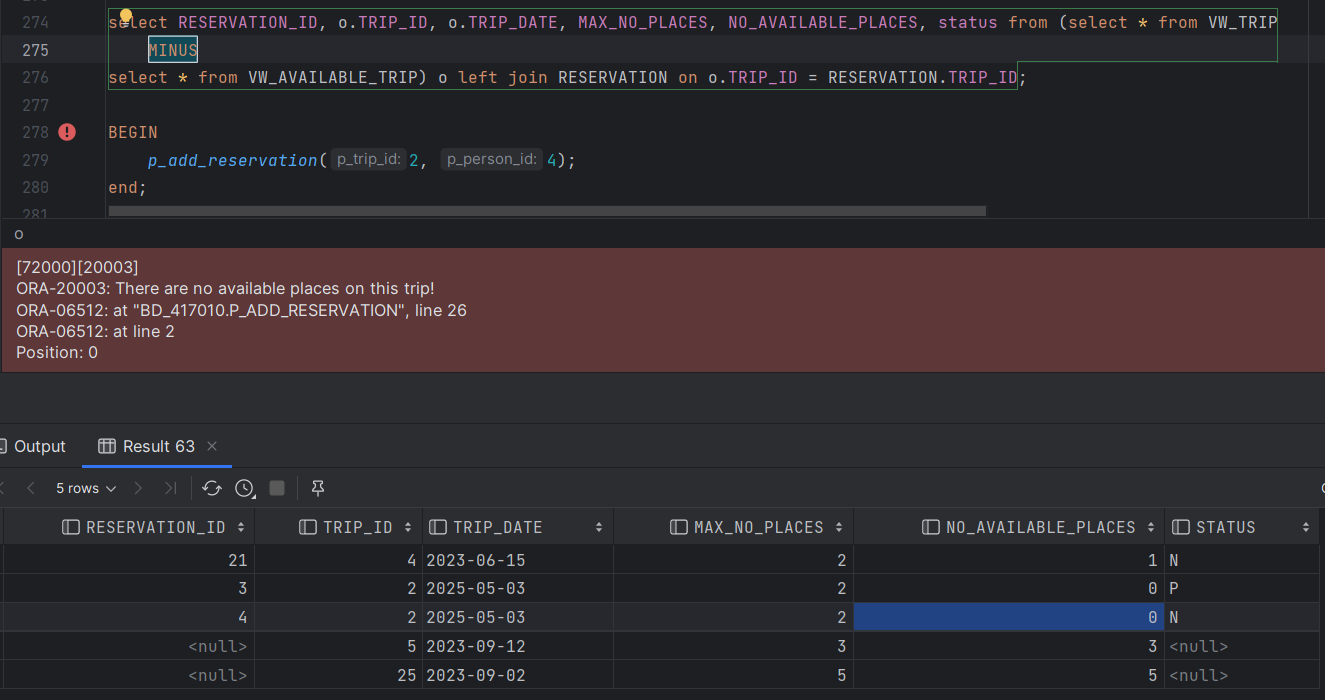 274 select RESERVATION_ID, o.TRIP_ID, o.TRIP_DATE, MAX_NO_PLACES, NO_AVAILABLE_PLACES, status from (select * from VW_TRIP
275 MINUS
276 select * from VW_AVAILABLE_TRIP) o left join RESERVATION on o.TRIP_ID = RESERVATION.TRIP_ID;
277
278 BEGIN
279 p_add_reservation( p_trip_id: 2, p_person_id: 4);
280 end;
281
o
[72000][20003]
ORA-20003: There are no available places on this trip!
ORA-06512: at "BD_417010.P_ADD_RESERVATION", line 26
ORA-06512: at line 2
Position: 0
Output Result 63
5 rows
RESERVATION_ID TRIP_ID TRIP_DATE MAX_NO_PLACES NO_AVAILABLE_PLACES STATUS
21 4 2023-06-15 2 1 N
3 2 2025-05-03 2 0 P
4 2 2025-05-03 2 0 N
<null> 5 2023-09-12 3 3 <null>
<null> 25 2023-09-02 5 5 <null>